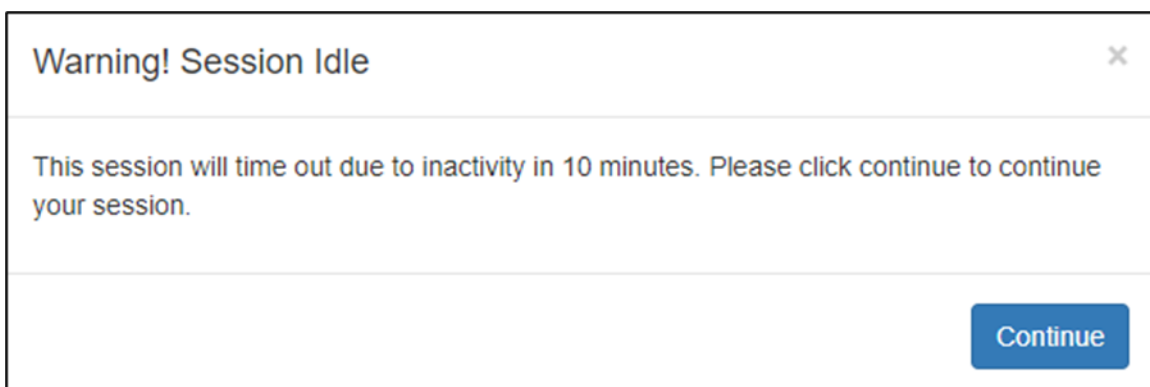 Warning! Session Idle
×
This session will time out due to inactivity in 10 minutes. Please click continue to continue
your session.
Continue